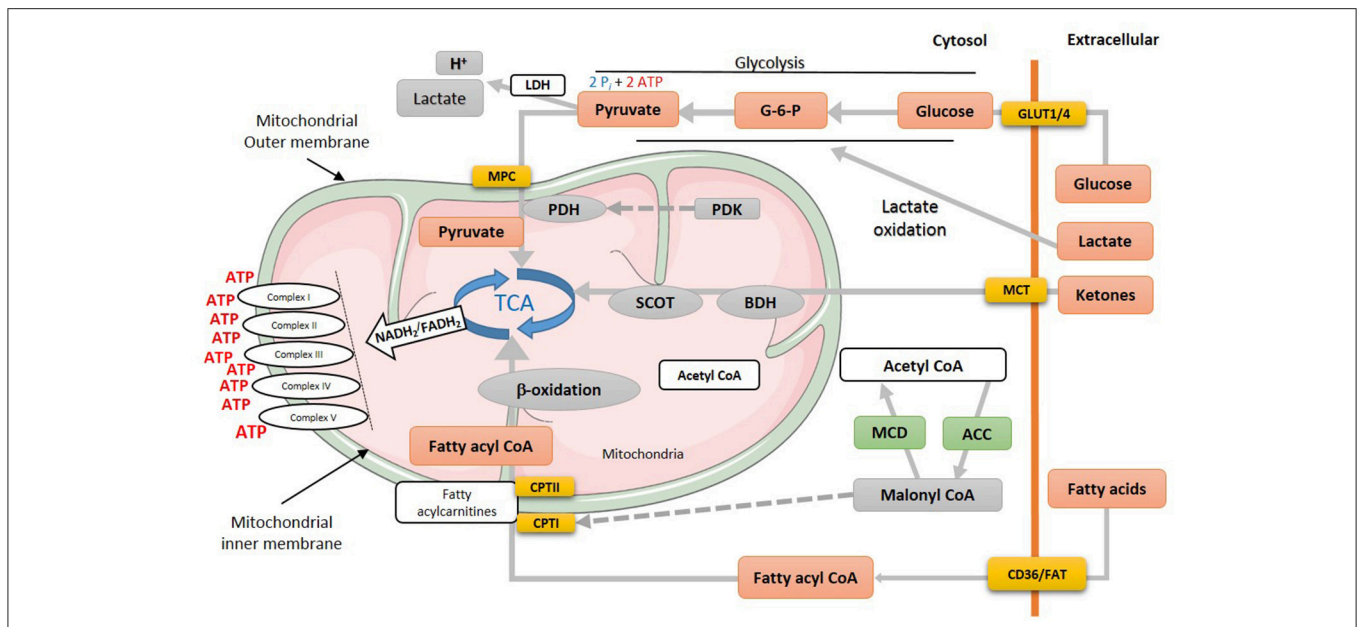 Cytosol
Extracellular
H+
Glycolysis
LDH
2 Pi + 2 ATP
Lactate
Pyruvate
G-6-P
Glucose
GLUT1/4
Mitochondrial
Outer membrane
MPC
Glucose
PDH
PDK
Lactate
oxidation
Pyruvate
Lactate
ATP
Complex I
ATP
TCA
SCOT
BDH
MCT
Ketones
ATP
Complex II
NADH2/FADH2
ATP
Complex III
ATP
ATP
Acetyl CoA
Acetyl CoA
ATP
Complex IV
β-oxidation
ATP
Complex V
ATP
MCD
ACC
Fatty acyl CoA
Mitochondria
CPTII
Fatty
acylcarnitines
Malonyl CoA
Fatty acids
CPTI
Mitochondrial
inner membrane
Fatty acyl CoA
CD36/FAT